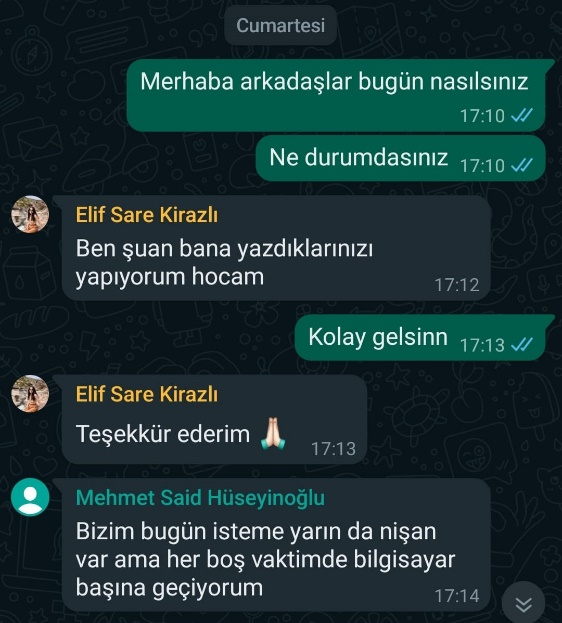 Cumartesi
Merhaba arkadaşlar bugün nasılsınız
17:10
Ne durumdasınız 17:10
Elif Sare Kirazlı
Ben şuan bana yazdıklarınızı
yapıyorum hocam
17:12
Kolay gelsinn 17:13
Elif Sare Kirazlı
Teşekkür ederim 🙏🏻
17:13
Mehmet Said Hüseyinoğlu
Bizim bugün isteme yarın da nişan
var ama her boş vaktimde bilgisayar
başına geçiyorum
17:14